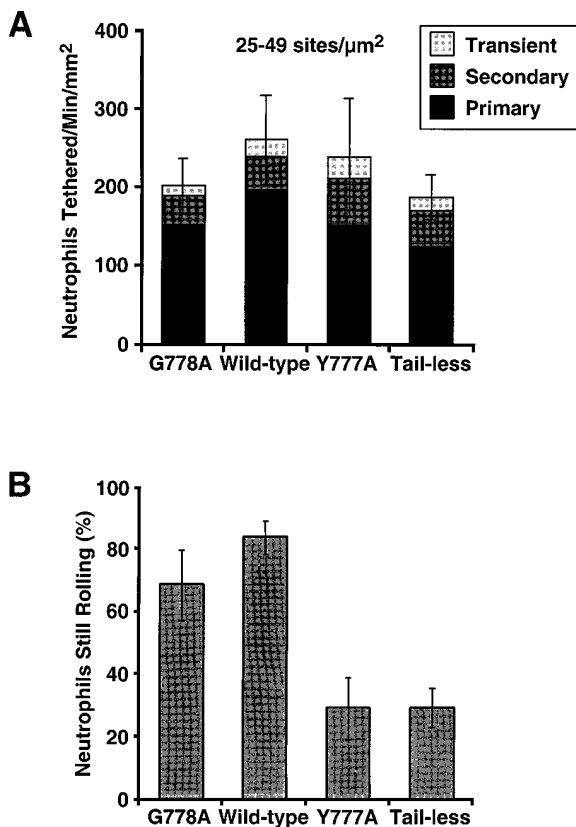 A
400
300
200
100
0
Neutrophils Tethered/Min/mm2
25-49 sites/µm2
Transient
Secondary
Primary
G778A Wild-type Y777A Tail-less
B
100
80
60
40
20
0
Neutrophils Still Rolling (%)
G778A Wild-type Y777A Tail-less